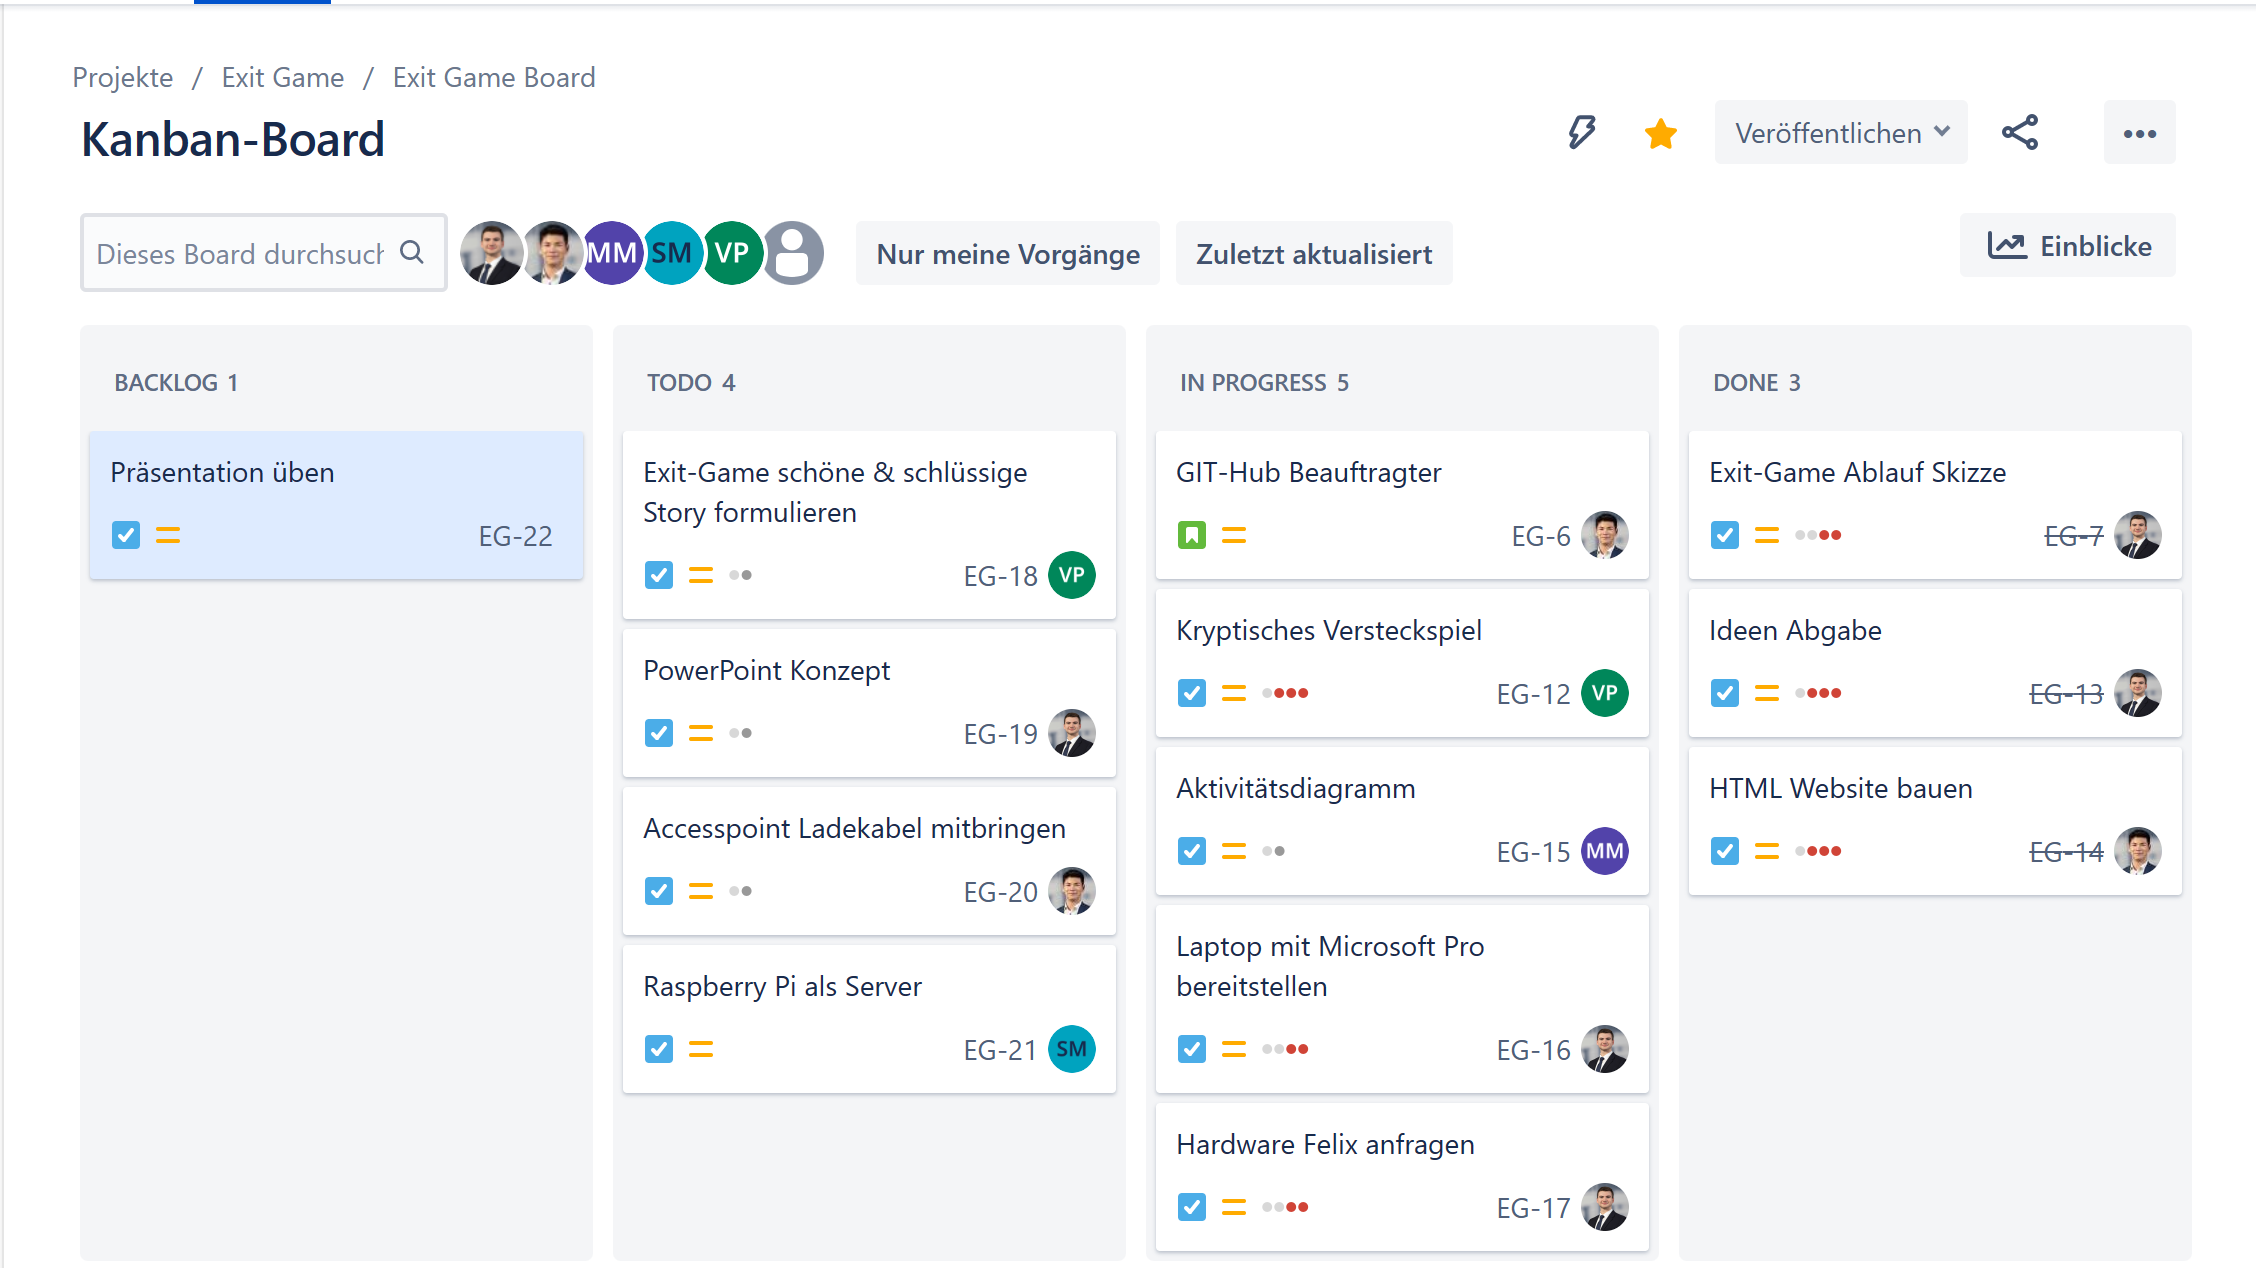 Projekte / Exit Game / Exit Game Board
Kanban-Board
Veröffentlichen
Dieses Board durchsuch
MM
SM
VP
Nur meine Vorgänge
Zuletzt aktualisiert
Einblicke
BACKLOG 1
Präsentation üben
EG-22
TODO 4
Exit-Game schöne & schlüssige
Story formulieren
EG-18 VP
PowerPoint Konzept
EG-19
Accesspoint Ladekabel mitbringen
EG-20
Raspberry Pi als Server
EG-21 SM
IN PROGRESS 5
GIT-Hub Beauftragter
EG-6
Kryptisches Versteckspiel
EG-12 VP
Aktivitätsdiagramm
EG-15 MM
Laptop mit Microsoft Pro
bereitstellen
EG-16
Hardware Felix anfragen
EG-17
DONE 3
Exit-Game Ablauf Skizze
EG-7
Ideen Abgabe
EG-13
HTML Website bauen
EG-14